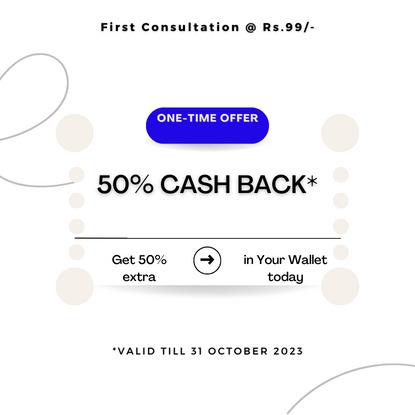 First Consultation @ Rs.99/-
ONE-TIME OFFER
50% CASH BACK*
Get 50%
extra
in Your Wallet
today
*VALID TILL 31 OCTOBER 2023